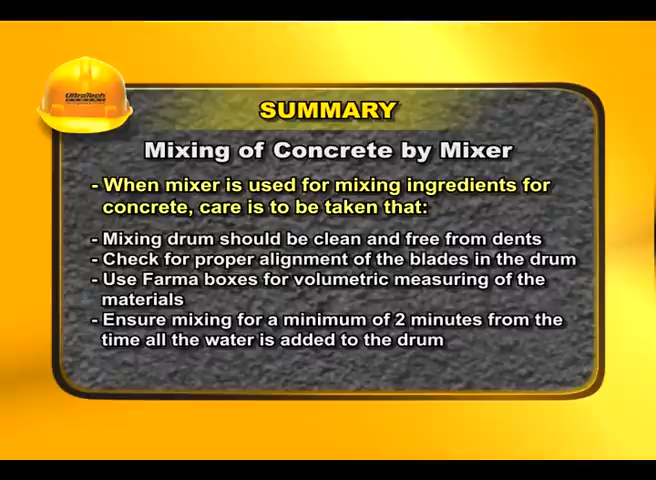 UltraTech
SUMMARY
Mixing of Concrete by Mixer
- When mixer is used for mixing ingredients for
concrete, care is to be taken that:
- Mixing drum should be clean and free from dents
- Check for proper alignment of the blades in the drum
- Use Farma boxes for volumetric measuring of the
materials
- Ensure mixing for a minimum of 2 minutes from the
time all the water is added to the drum